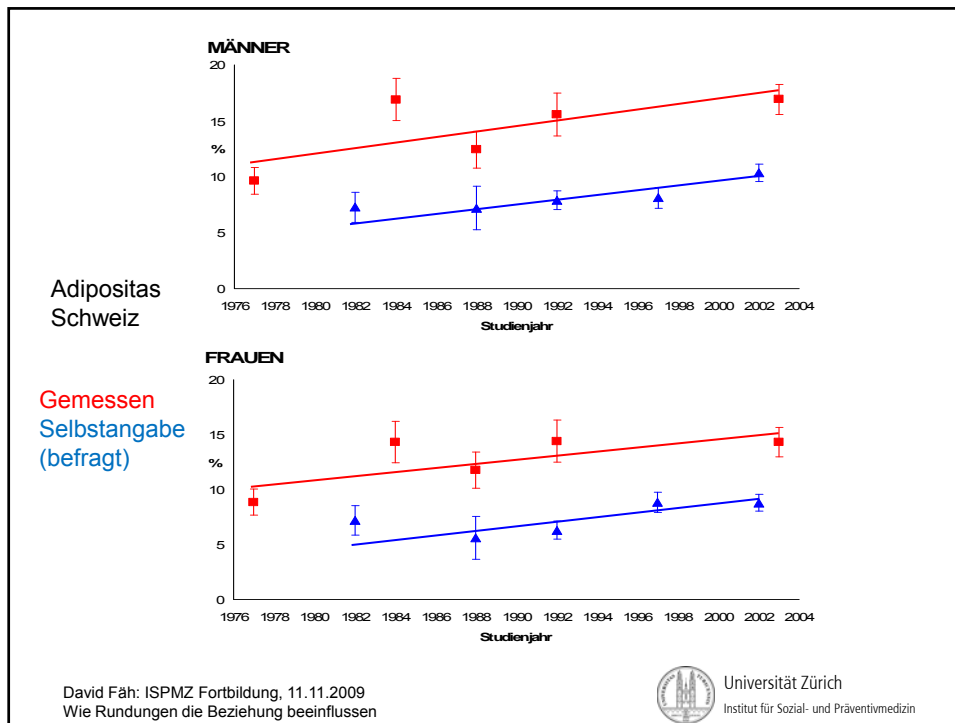 MÄNNER
20
15
%
10
5
0
1976 1978 1980 1982 1984 1986 1988 1990 1992 1994 1996 1998 2000 2002 2004
Studienjahr
Adipositas
Schweiz
FRAUEN
20
15
%
10
5
0
1976 1978 1980 1982 1984 1986 1988 1990 1992 1994 1996 1998 2000 2002 2004
Studienjahr
Gemessen
Selbstangabe
(befragt)
David Fäh: ISPMZ Fortbildung, 11.11.2009
Wie Rundungen die Beziehung beeinflussen
Universität Zürich
Institut für Sozial- und Präventivmedizin